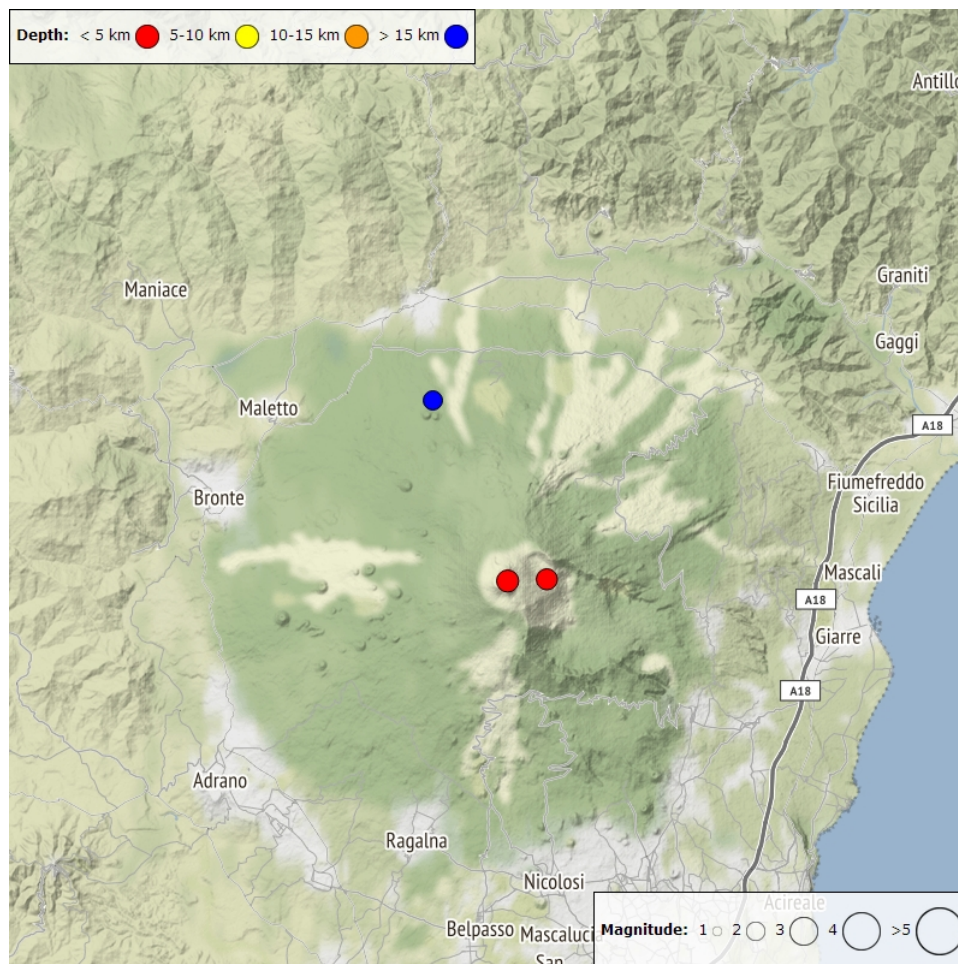 Depth: < 5 km 5-10 km 10-15 km > 15 km
Antillo
Graniti
Maniace
Gaggi
Maletto
A18
Fiumefreddo
Sicilia
Bronte
Mascali
A18
Giarre
A18
Adrano
Ragalna
Nicolosi
Acireale
Belpasso
Mascalucia
San
Magnitude: 1 2 3 4 >5